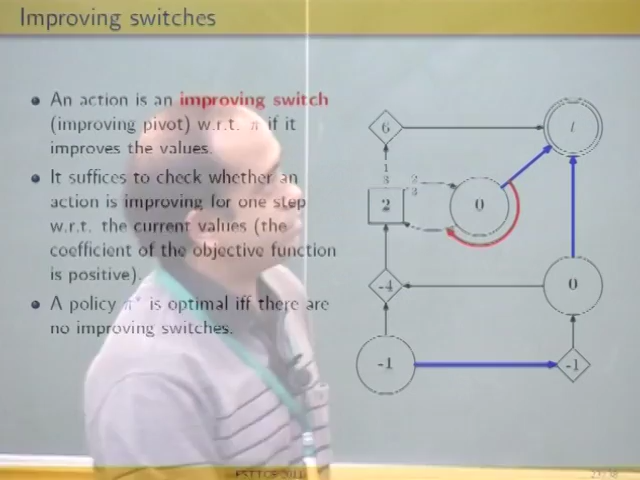 Improving switches
An action is an improving switch
(improving pivot) w.r.t. π if it
improves the values.
It suffices to check whether an
action is improving for one step
w.r.t. the current values (the
coefficient of the objective function
is positive).
A policy π* is optimal iff there are
no improving switches.
6
t
1
3
2
3
2
0
-4
0
-1
-1
FSTTCS 2011